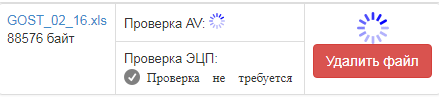 GOST_02_16.xls
88576 байт
Проверка AV:
Проверка ЭЦП:
Проверка не требуется
Удалить файл